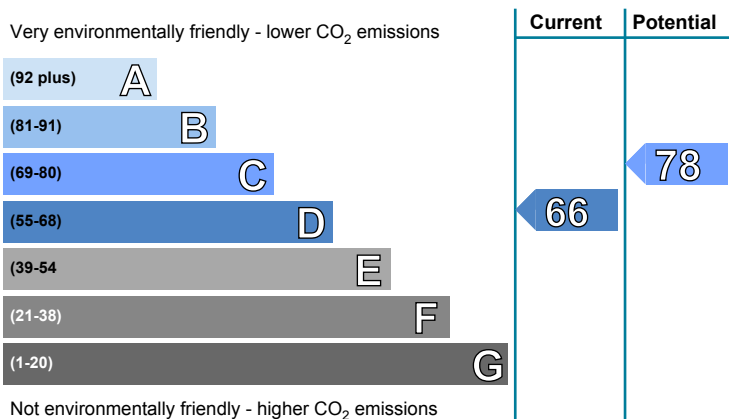 Current Potential
Very environmentally friendly - lower CO2 emissions
(92 plus) A
(81-91) B
(69-80) C
78
(55-68) D
66
(39-54 E
(21-38) F
(1-20) G
Not environmentally friendly - higher CO2 emissions